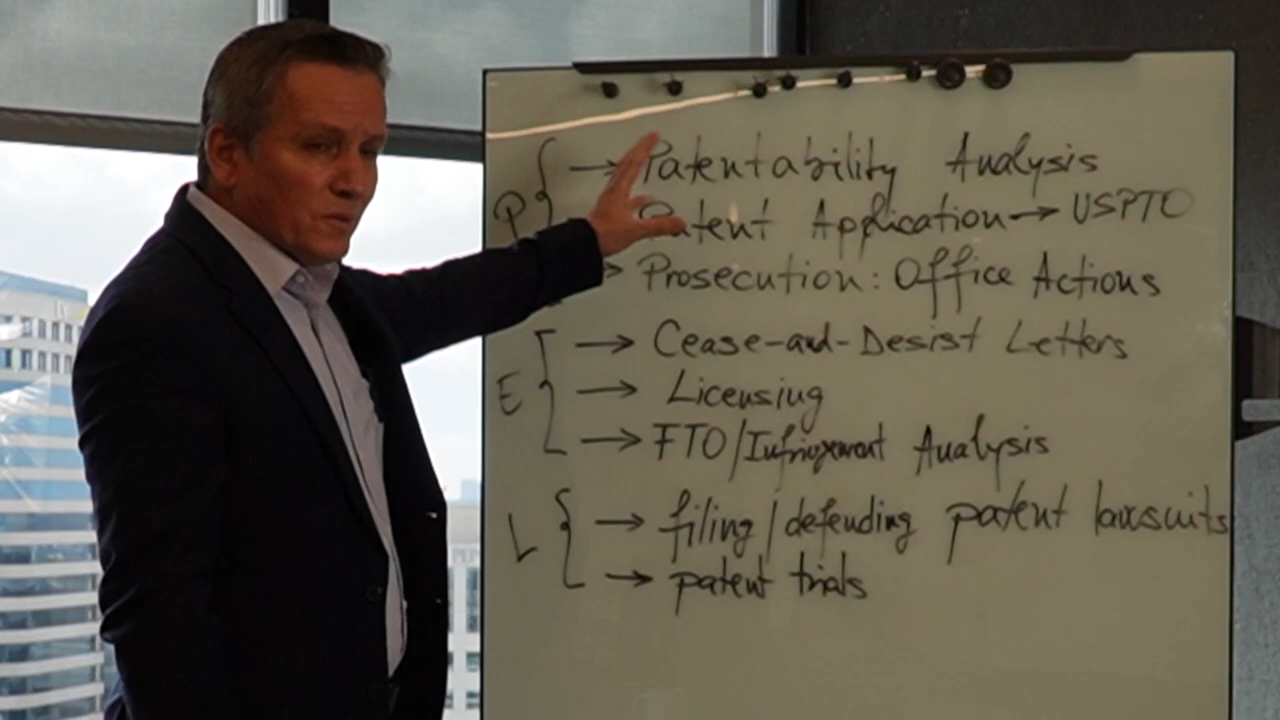 P { → Patentability Analysis
Patent Application → USPTO
→ Prosecution: Office Actions
E { → Cease-and-Desist Letters
→ Licensing
→ FTO/Infringement Analysis
L { → filing/defending patent lawsuits
→ patent trials